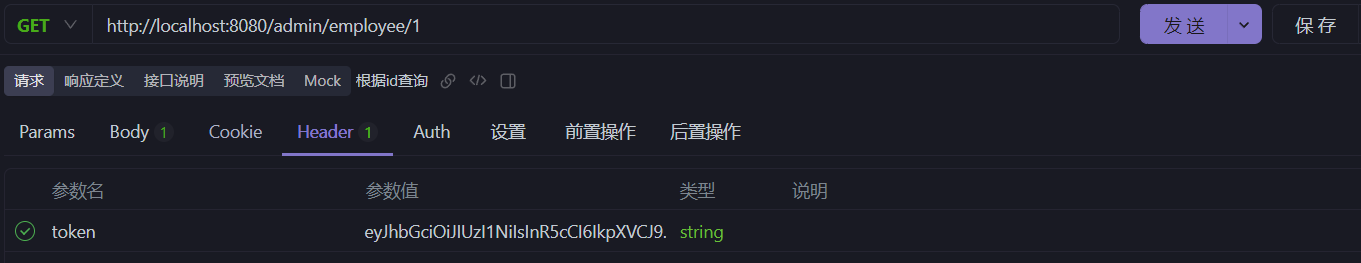 GET http://localhost:8080/admin/employee/1 发送 保存
请求 响应定义 接口说明 预览文档 Mock 根据id查询
Params Body 1 Cookie Header 1 Auth 设置 前置操作 后置操作
参数名 参数值 类型 说明
token eyJhbGciOiJIUzI1NiIsInR5cCI6IkpXVCJ9. string